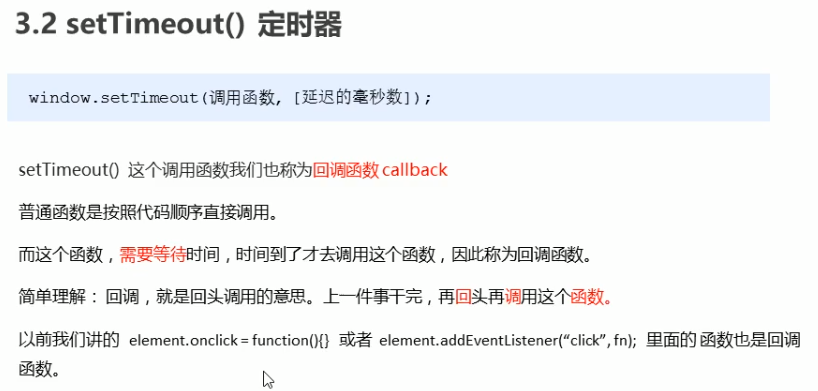 3.2 setTimeout() 定时器
window.setTimeout(调用函数, [延迟的毫秒数]);
setTimeout() 这个调用函数我们也称为回调函数 callback
普通函数是按照代码顺序直接调用。
而这个函数，需要等待时间，时间到了才去调用这个函数，因此称为回调函数。
简单理解： 回调，就是回头调用的意思。上一件事干完，再回头再调用这个函数。
以前我们讲的 element.onclick = function(){} 或者 element.addEventListener(“click”, fn); 里面的 函数也是回调
函数。